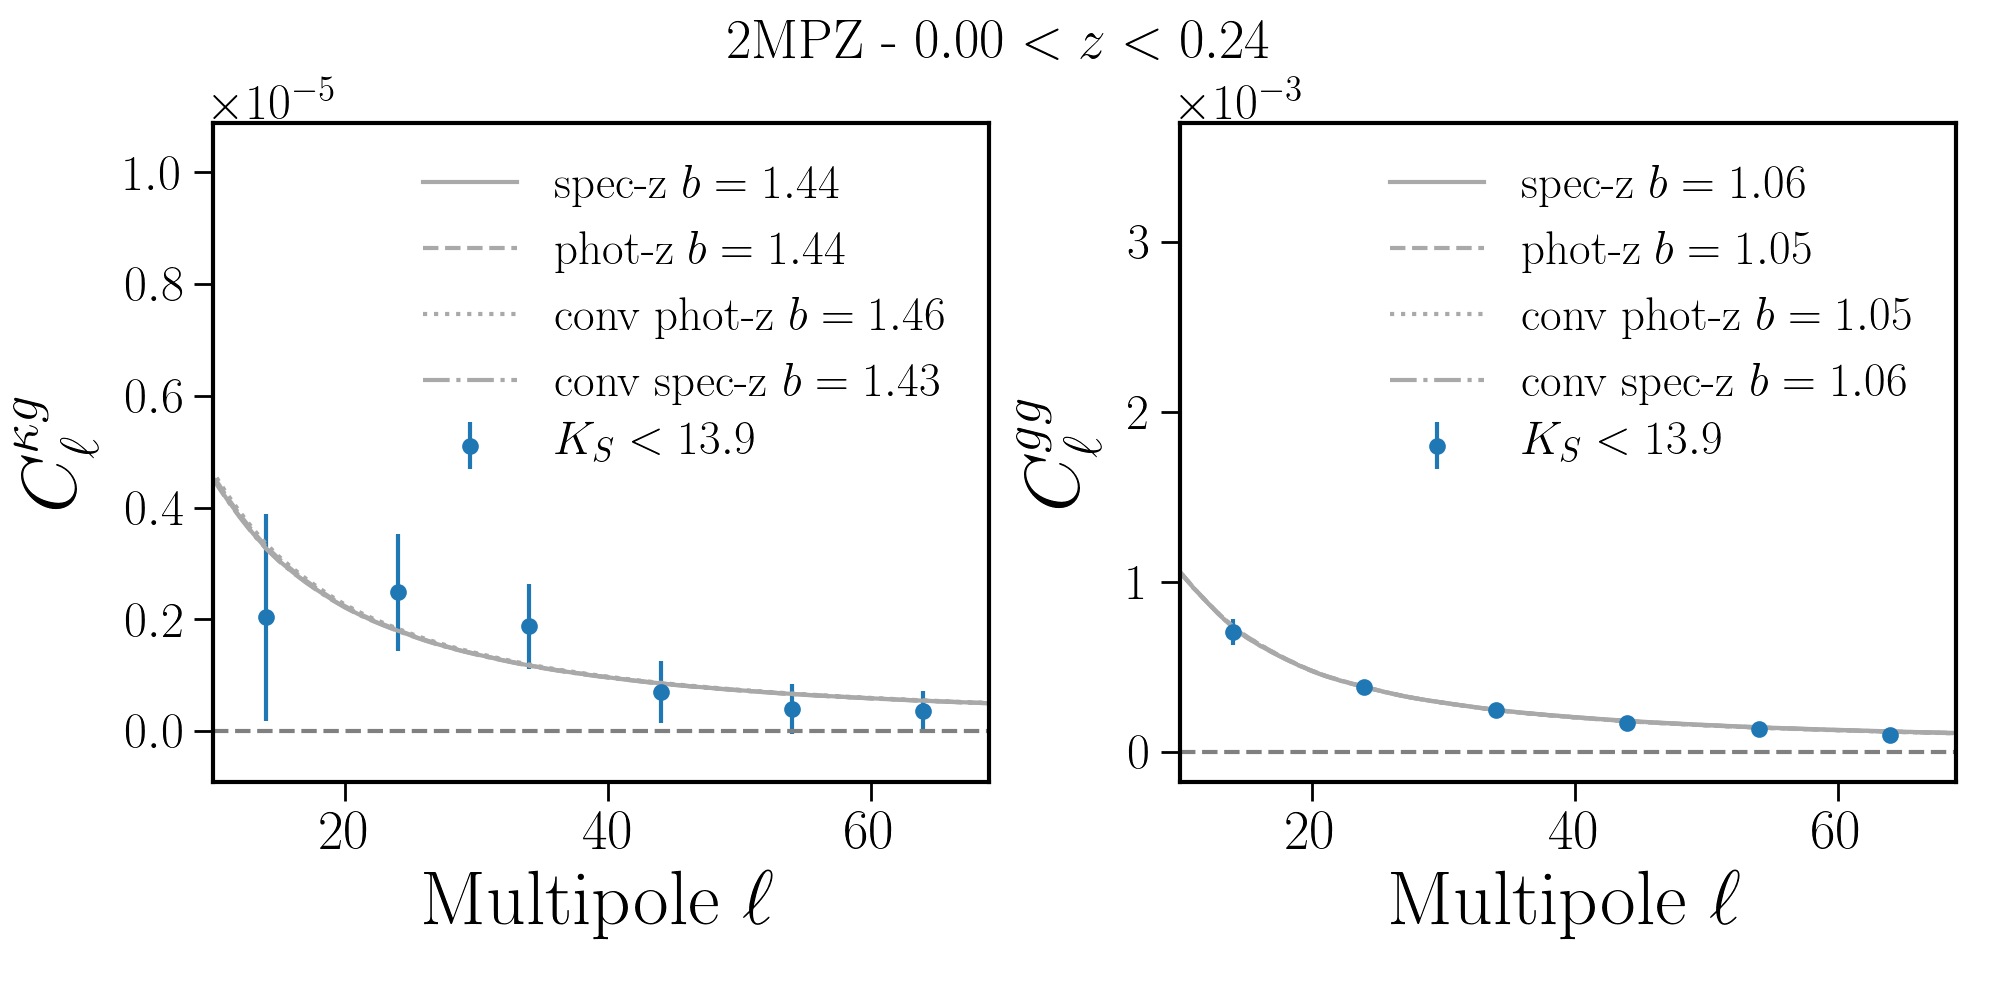 2MPZ - 0.00 < z < 0.24
×10⁻⁵
1.0
0.8
0.6
0.4
0.2
0.0
C_ℓ^{κg}
spec-z b = 1.44
phot-z b = 1.44
conv phot-z b = 1.46
conv spec-z b = 1.43
K_S < 13.9
20 40 60
Multipole ℓ
×10⁻³
3
2
1
0
C_ℓ^{gg}
spec-z b = 1.06
phot-z b = 1.05
conv phot-z b = 1.05
conv spec-z b = 1.06
K_S < 13.9
20 40 60
Multipole ℓ